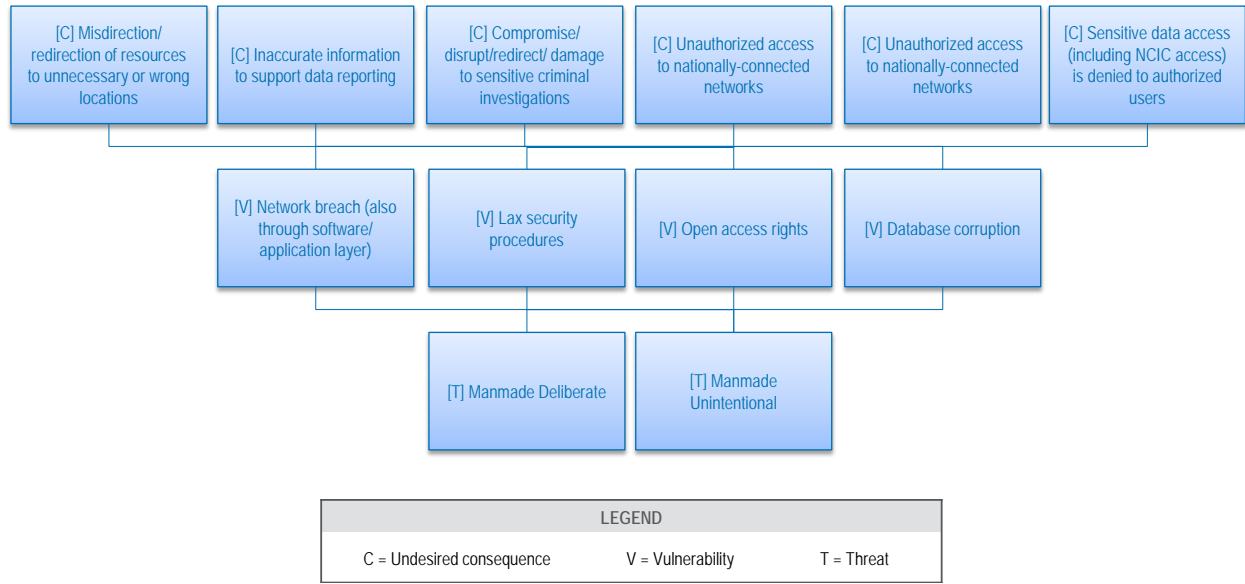 [C] Misdirection/
redirection of resources
to unnecessary or wrong
locations
[C] Inaccurate information
to support data reporting
[C] Compromise/
disrupt/redirect/ damage
to sensitive criminal
investigations
[C] Unauthorized access
to nationally-connected
networks
[C] Unauthorized access
to nationally-connected
networks
[C] Sensitive data access
(including NCIC access)
is denied to authorized
users
[V] Network breach (also
through software/
application layer)
[V] Lax security
procedures
[V] Open access rights
[V] Database corruption
[T] Manmade Deliberate
[T] Manmade
Unintentional
LEGEND
C = Undesired consequence V = Vulnerability T = Threat